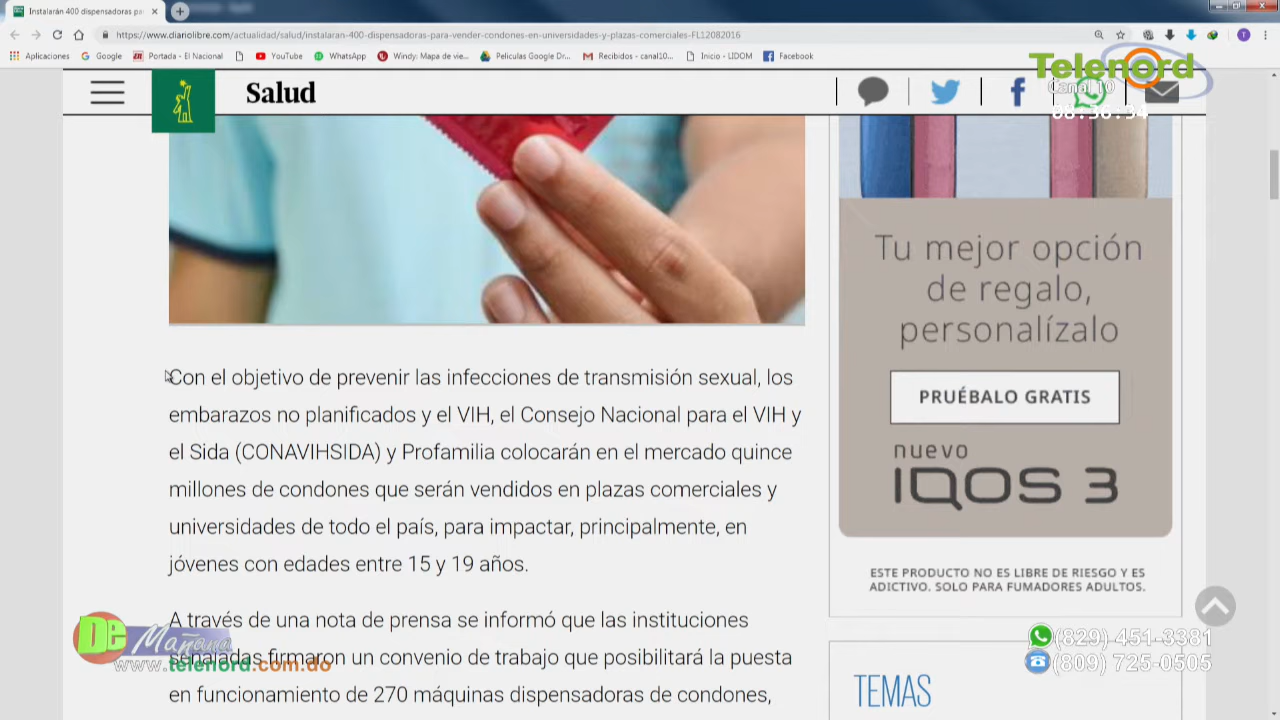 Instalarán 400 dispensadoras pa
https://www.diariolibre.com/actualidad/salud/instalaran-400-dispensadoras-para-vender-condones-en-universidades-y-plazas-comerciales-FL12082016
Aplicaciones Google Portada - El Nacional YouTube WhatsApp Windy: Mapa de vie... Peliculas Google Dr... Recibidos - canal10... Inicio - LIDOM Facebook
Telenord
Canal 10
08:36:34
Salud
Tu mejor opción
de regalo,
personalízalo
PRUÉBALO GRATIS
nuevo
IQOS 3
ESTE PRODUCTO NO ES LIBRE DE RIESGO Y ES
ADICTIVO. SOLO PARA FUMADORES ADULTOS.
Con el objetivo de prevenir las infecciones de transmisión sexual, los
embarazos no planificados y el VIH, el Consejo Nacional para el VIH y
el Sida (CONAVIHSIDA) y Profamilia colocarán en el mercado quince
millones de condones que serán vendidos en plazas comerciales y
universidades de todo el país, para impactar, principalmente, en
jóvenes con edades entre 15 y 19 años.
A través de una nota de prensa se informó que las instituciones
señaladas firmaron un convenio de trabajo que posibilitará la puesta
en funcionamiento de 270 máquinas dispensadoras de condones,
De Mañana
www.telenord.com.do
(829) 451-3381
(809) 725-0505
TEMAS